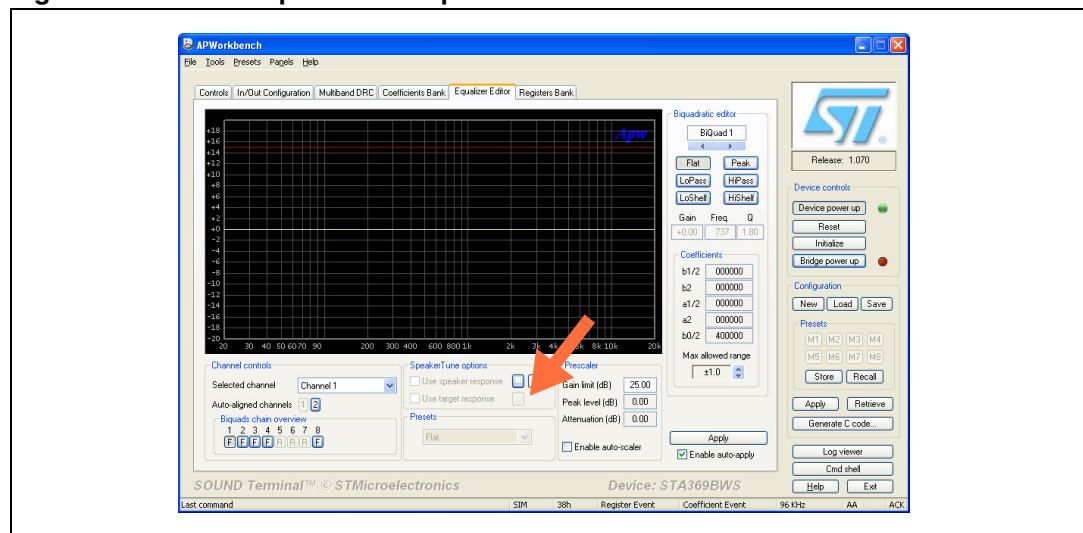 APWorkbench
File Tools Presets Panels Help
Controls In/Out Configuration Multiband DRC Coefficients Bank Equalizer Editor Registers Bank
Apw
+18
+16
+14
+12
+10
+8
+6
+4
+2
+0
-2
-4
-6
-8
-10
-12
-14
-16
-18
-20
20 30 40 50 60 70 90 200 300 400 600 800 1k 2k 3k 4k 10k 20k
Biquadratic editor
BiQuad 1
Flat Peak
LoPass HiPass
LoShelf HiShelf
Gain Freq. Q
+0.00 737 1.80
Coefficients
b1/2 000000
b2 000000
a1/2 000000
a2 000000
b0/2 400000
Max allowed range
±1.0
Apply
Enable auto-apply
Channel controls
Selected channel Channel 1
Auto-aligned channels 1 2
Biquads chain overview
1 2 3 4 5 6 7 8
F F F F R R R F
SpeakerTune options
Use speaker response ...
Use target response ...
Presets
Flat
Prescaler
Gain limit (dB) 25.00
Peak level (dB) 0.00
Attenuation (dB) 0.00
Enable auto-scaler
ST ®
Release: 1.070
Device controls
Device power up
Reset
Initialize
Bridge power up
Configuration
New Load Save
Presets
M1 M2 M3 M4
M5 M6 M7 M8
Store Recall
Apply Retrieve
Generate C code...
Log viewer
Cmd shell
Help Exit
SOUND Terminal™ © STMicroelectronics Device: STA369BWS
Last command SIM 38h Register Event Coefficient Event 96 KHz AA ACK